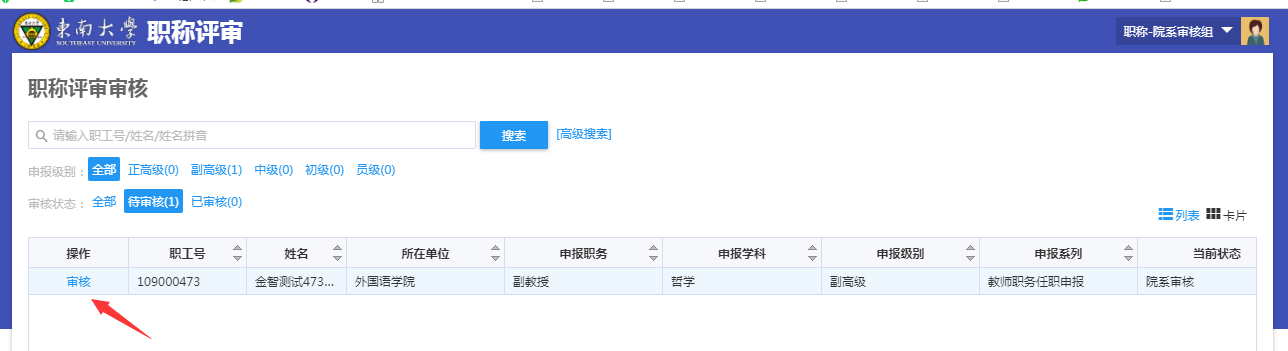 东南大学 职称评审
SOUTHEAST UNIVERSITY
职称-院系审核组
职称评审审核
请输入职工号/姓名/姓名拼音 搜索 [高级搜索]
申报级别： 全部 正高级(0) 副高级(1) 中级(0) 初级(0) 员级(0)
审核状态： 全部 待审核(1) 已审核(0)
列表 卡片
操作 职工号 姓名 所在单位 申报职务 申报学科 申报级别 申报系列 当前状态
审核 109000473 金智测试473... 外国语学院 副教授 哲学 副高级 教师职务任职申报 院系审核